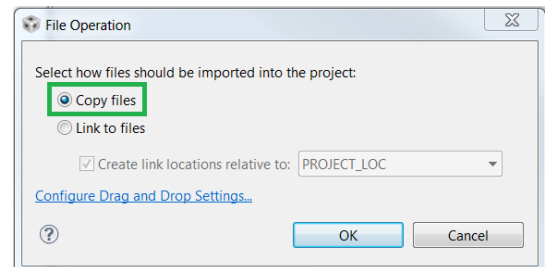 File Operation
Select how files should be imported into the project:
Copy files
Link to files
Create link locations relative to: PROJECT_LOC
Configure Drag and Drop Settings...
OK Cancel